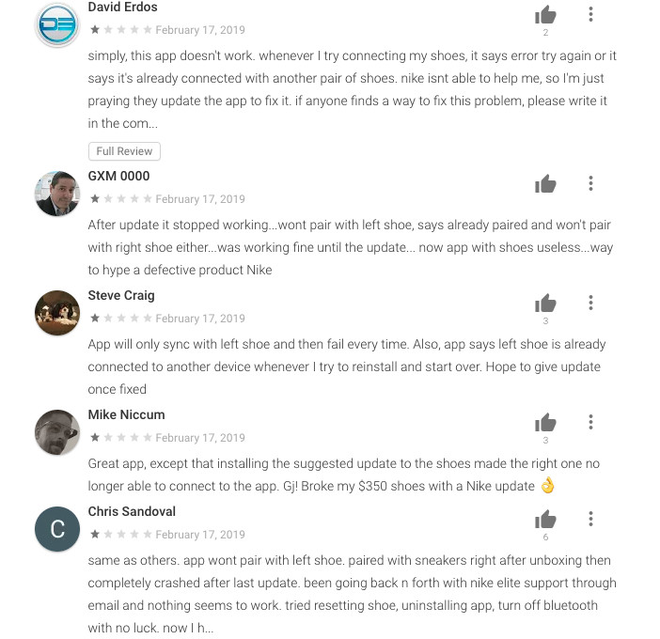 David Erdos
February 17, 2019
2
simply, this app doesn't work. whenever I try connecting my shoes, it says error try again or it
says it's already connected with another pair of shoes. nike isnt able to help me, so I'm just
praying they update the app to fix it. if anyone finds a way to fix this problem, please write it
in the com...
Full Review
GXM 0000
February 17, 2019
After update it stopped working...wont pair with left shoe, says already paired and won't pair
with right shoe either...was working fine until the update... now app with shoes useless...way
to hype a defective product Nike
Steve Craig
February 17, 2019
3
App will only sync with left shoe and then fail every time. Also, app says left shoe is already
connected to another device whenever I try to reinstall and start over. Hope to give update
once fixed
Mike Niccum
February 17, 2019
3
Great app, except that installing the suggested update to the shoes made the right one no
longer able to connect to the app. Gj! Broke my $350 shoes with a Nike update 👌
C
Chris Sandoval
February 17, 2019
6
same as others. app wont pair with left shoe. paired with sneakers right after unboxing then
completely crashed after last update. been going back n forth with nike elite support through
email and nothing seems to work. tried resetting shoe, uninstalling app, turn off bluetooth
with no luck. now I h...